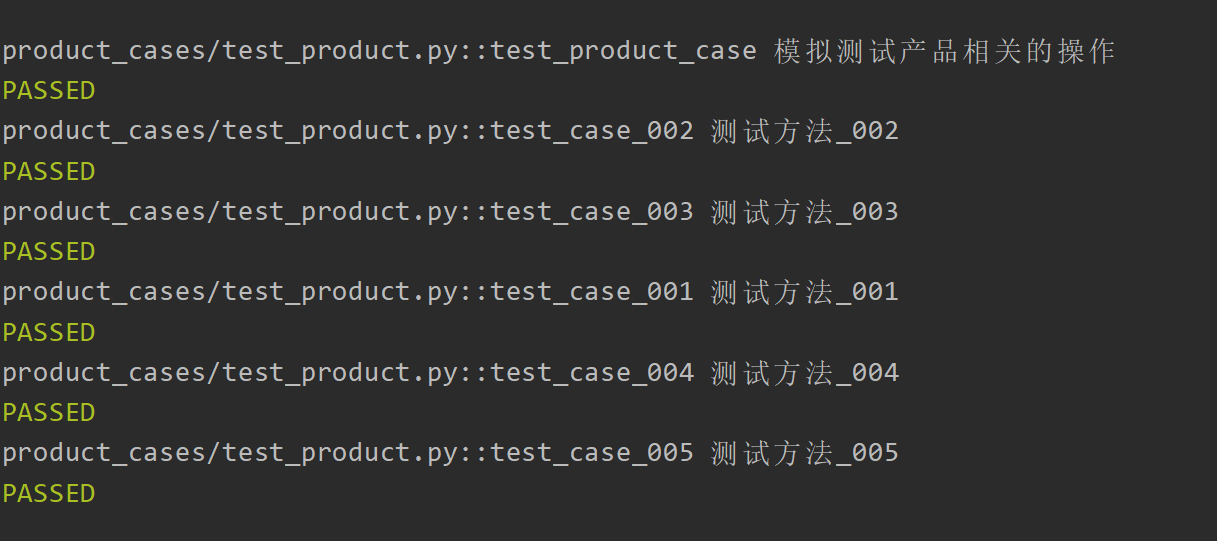 product_cases/test_product.py::test_product_case 模拟测试产品相关的操作
PASSED
product_cases/test_product.py::test_case_002 测试方法_002
PASSED
product_cases/test_product.py::test_case_003 测试方法_003
PASSED
product_cases/test_product.py::test_case_001 测试方法_001
PASSED
product_cases/test_product.py::test_case_004 测试方法_004
PASSED
product_cases/test_product.py::test_case_005 测试方法_005
PASSED